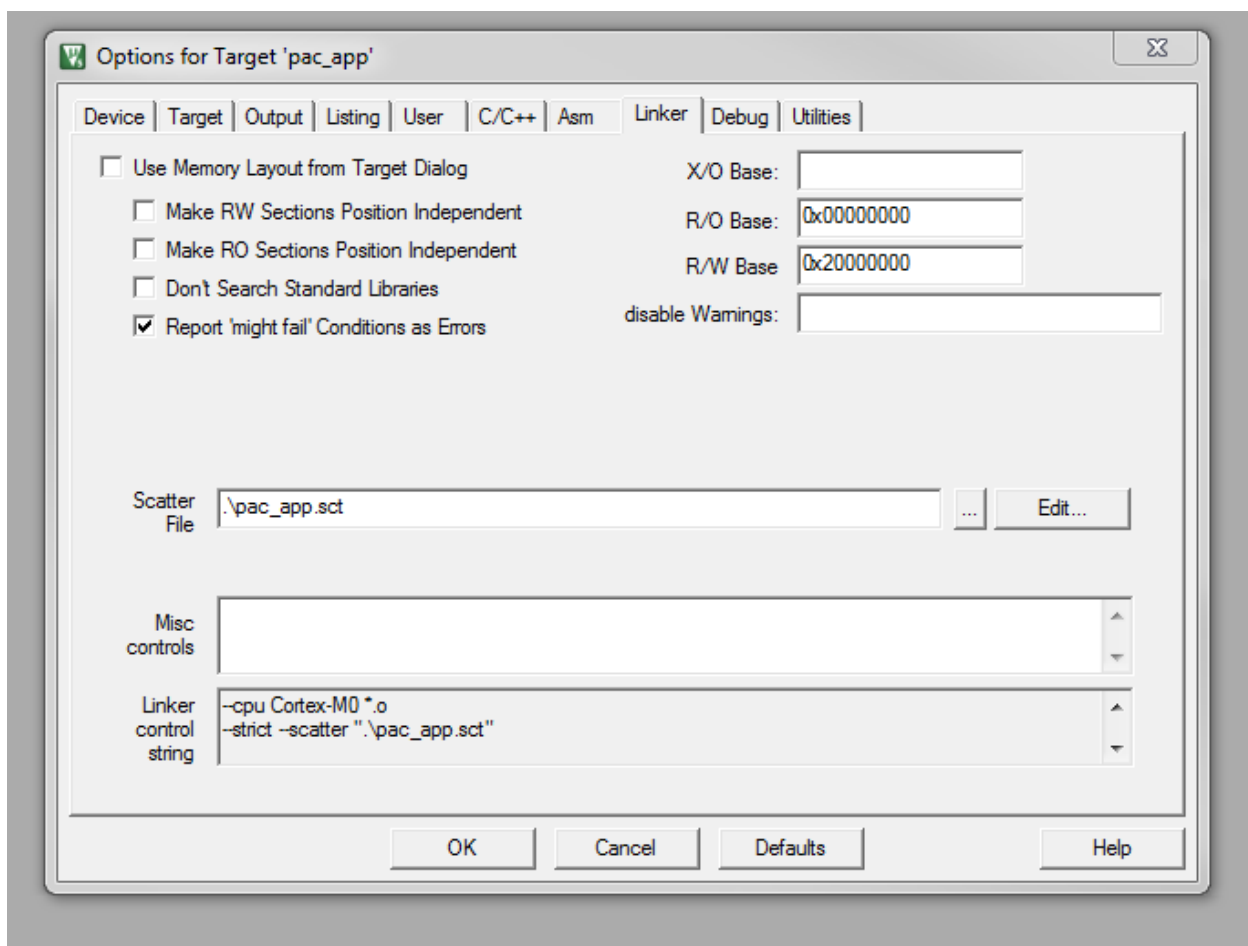 Options for Target 'pac_app'
Device Target Output Listing User C/C++ Asm Linker Debug Utilities
Use Memory Layout from Target Dialog
Make RW Sections Position Independent
Make RO Sections Position Independent
Don't Search Standard Libraries
Report 'might fail' Conditions as Errors
X/O Base:
R/O Base: 0x00000000
R/W Base 0x20000000
disable Warnings:
Scatter
File
.\pac_app.sct
... Edit...
Misc
controls
Linker
control
string
--cpu Cortex-M0 *.o
--strict --scatter ".\pac_app.sct"
OK Cancel Defaults Help